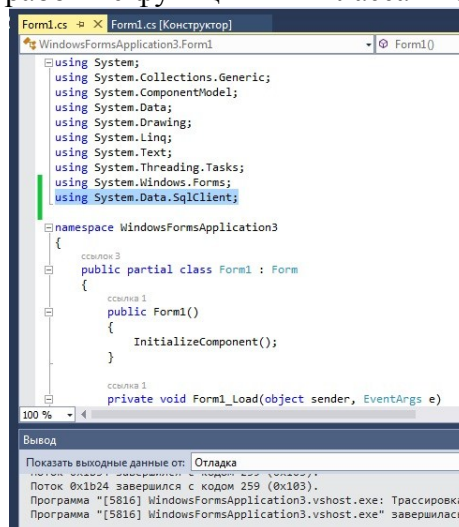 Form1.cs Form1.cs [Конструктор]
WindowsFormsApplication3.Form1 Form1()
using System;
using System.Collections.Generic;
using System.ComponentModel;
using System.Data;
using System.Drawing;
using System.Linq;
using System.Text;
using System.Threading.Tasks;
using System.Windows.Forms;
using System.Data.SqlClient;
namespace WindowsFormsApplication3
{
ссылок 3
public partial class Form1 : Form
{
ссылка 1
public Form1()
{
InitializeComponent();
}
ссылка 1
private void Form1_Load(object sender, EventArgs e)
100 %
Вывод
Показать выходные данные от: Отладка
Поток 0x1b24 завершился с кодом 259 (0x103).
Программа "[5816] WindowsFormsApplication3.vshost.exe: Трассировка
Программа "[5816] WindowsFormsApplication3.vshost.exe" завершилас